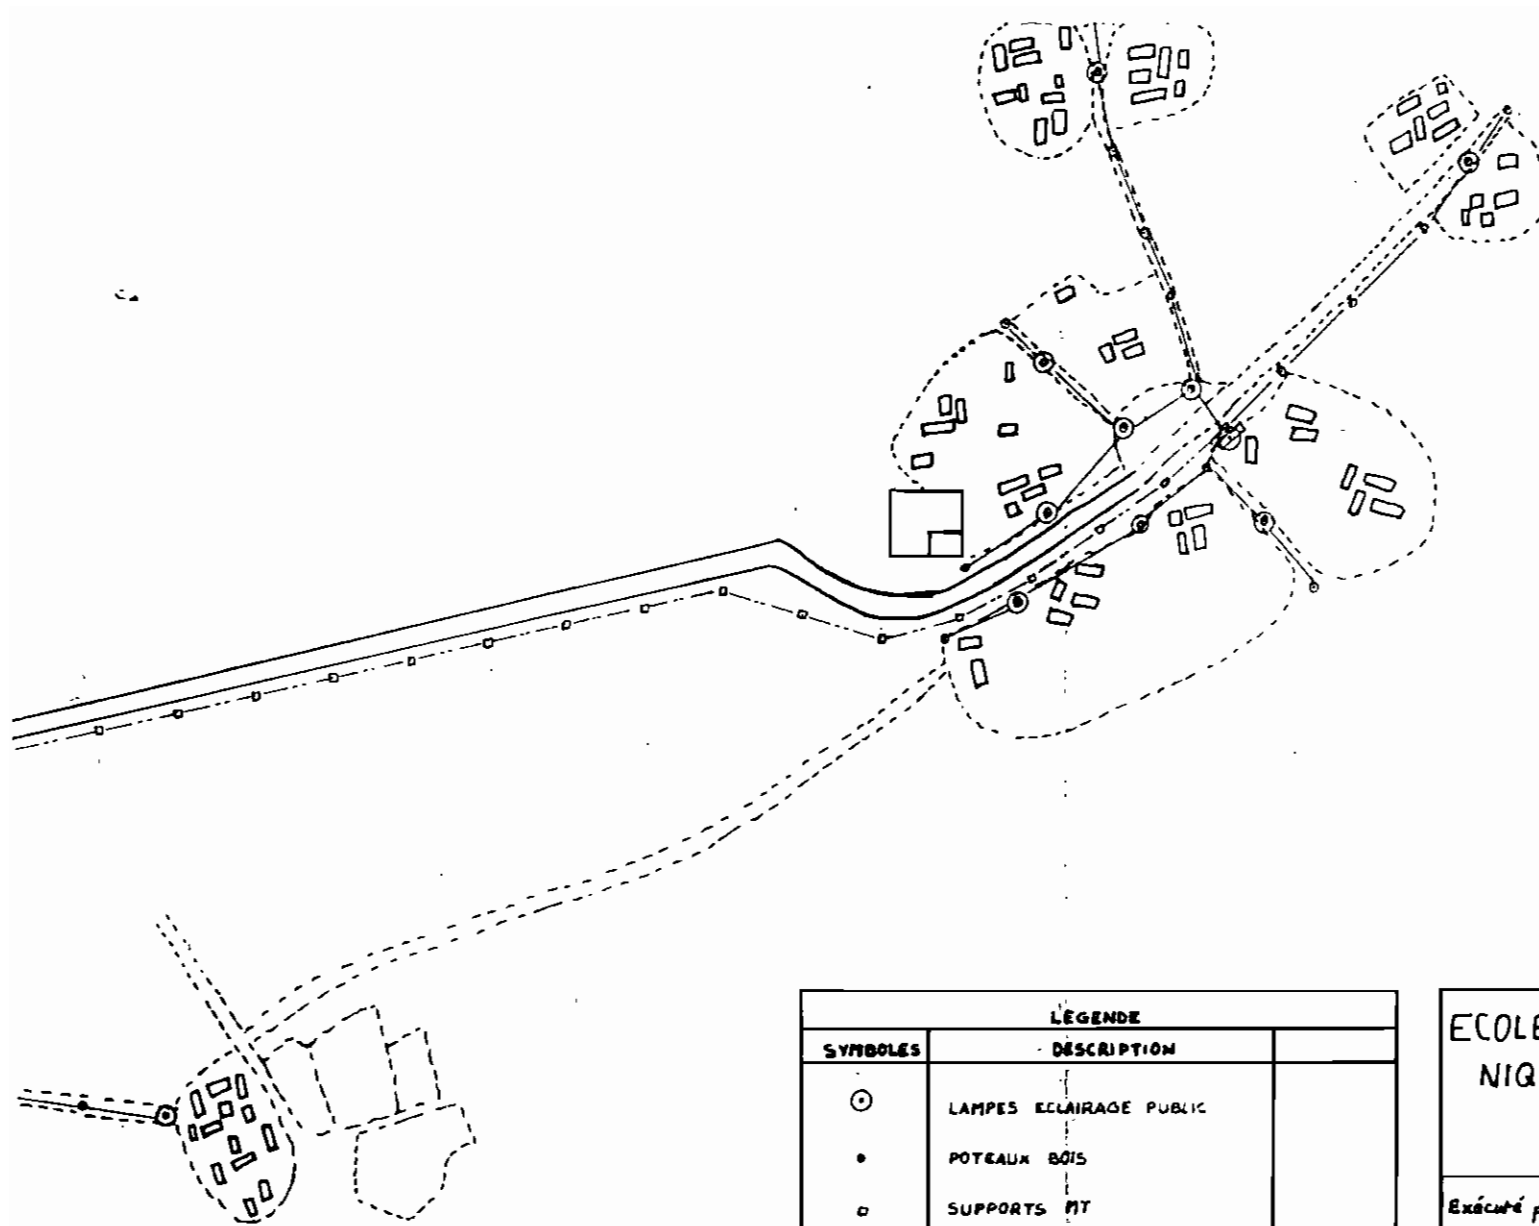 LÉGENDE
SYMBOLES DESCRIPTION
LAMPES ECLAIRAGE PUBLIC
POTEAUX BOIS
SUPPORTS MT
ECOLE
NIQ
Exécuté